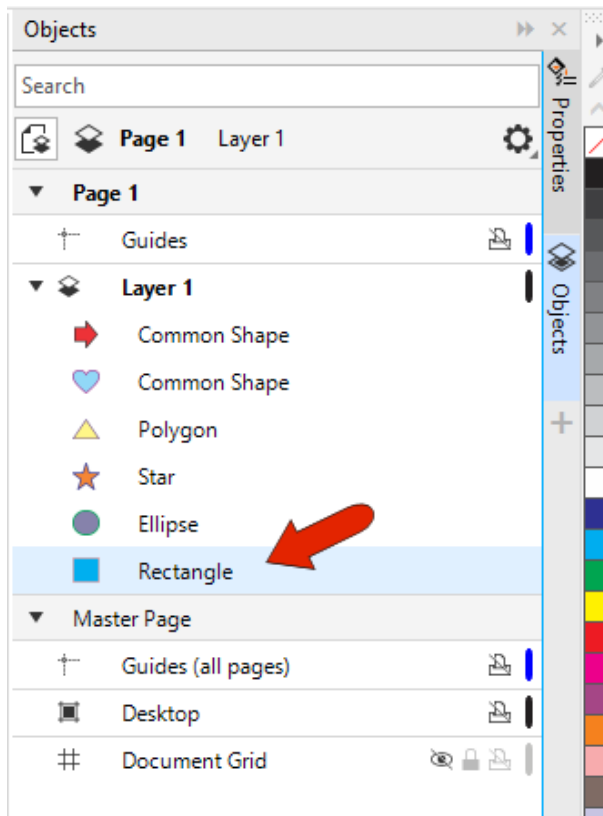 Objects
Search
Page 1 Layer 1
Page 1
Guides
Layer 1
Common Shape
Common Shape
Polygon
Star
Ellipse
Rectangle
Master Page
Guides (all pages)
Desktop
Document Grid
Properties
Objects